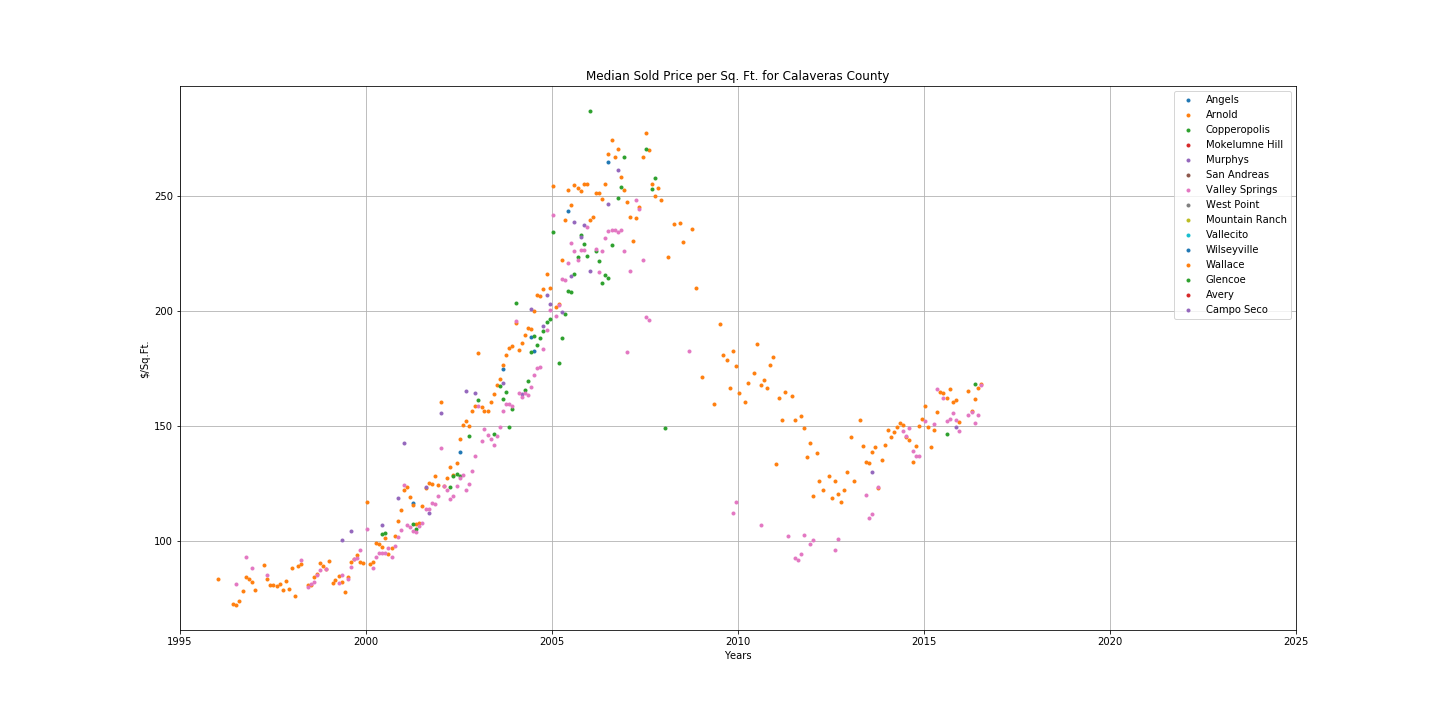 Median Sold Price per Sq. Ft. for Calaveras County
Angels
Arnold
Copperopolis
Mokelumne Hill
Murphys
San Andreas
Valley Springs
West Point
Mountain Ranch
Vallecito
Wilseyville
Wallace
Glencoe
Avery
Campo Seco
250
200
150
100
$/Sq.Ft.
1995 2000 2005 2010 2015 2020 2025
Years